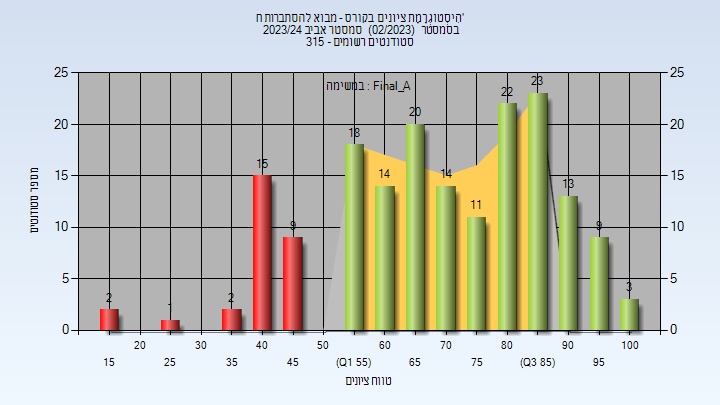 הִיסטוֹגְרָמַת ציונים בקורס - מבוא להסתברות ח'
בסמסטר (02/2023) סמסטר אביב 2023/24
סטודנטים רשומים - 315
במשימה : Final_A
25 25
20 20
15 15
10 10
5 5
0 0
מספר סטודנטים
2 1 2 15 9 18 14 20 14 11 22 23 13 9 3
20 30 40 50 60 70 80 90 100
15 25 35 45 (Q1 55) 65 75 (Q3 85) 95
טווח ציונים